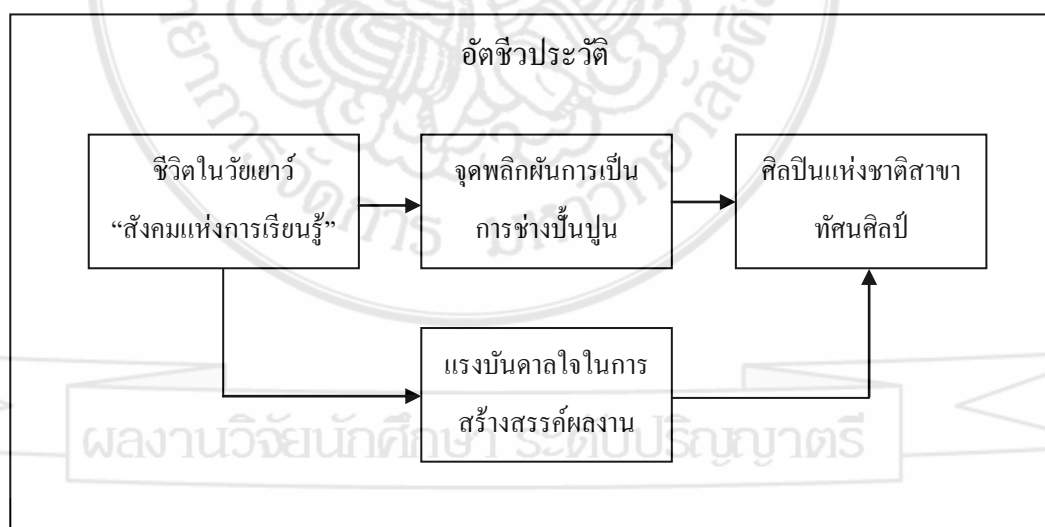 อัตชีวประวัติ
ชีวิตในวัยเยาว์
“สังคมแห่งการเรียนรู้”
จุดพลิกผันการเป็น
การช่างปั้นปูน
ศิลปินแห่งชาติสาขา
ทัศนศิลป์
แรงบันดาลใจในการ
สร้างสรรค์ผลงาน
ผลงานวิจัยนักศึกษา ระดับปริญญาตรี